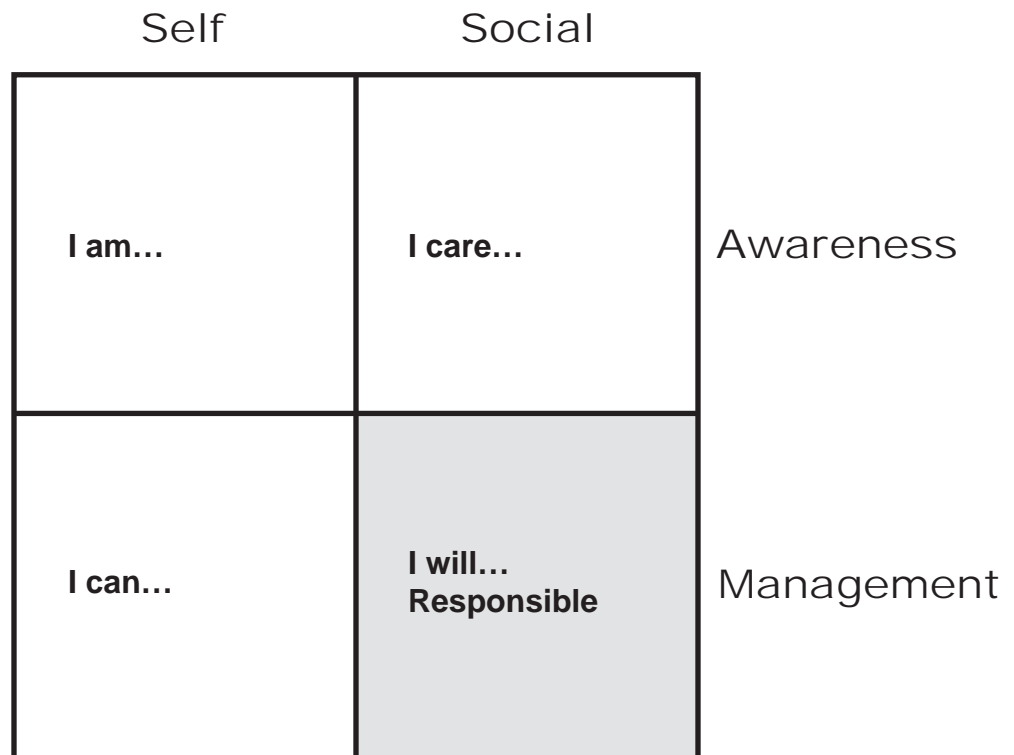 Self Social
I am… I care… Awareness
I can… I will…
Responsible Management